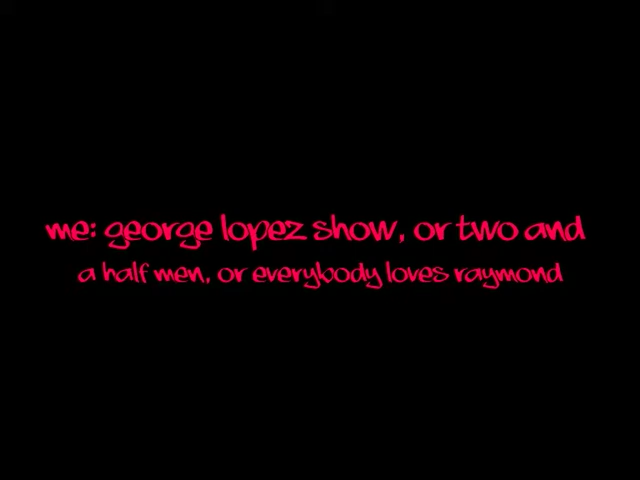 me: george lopez show, or two and
a half men, or everybody loves raymond